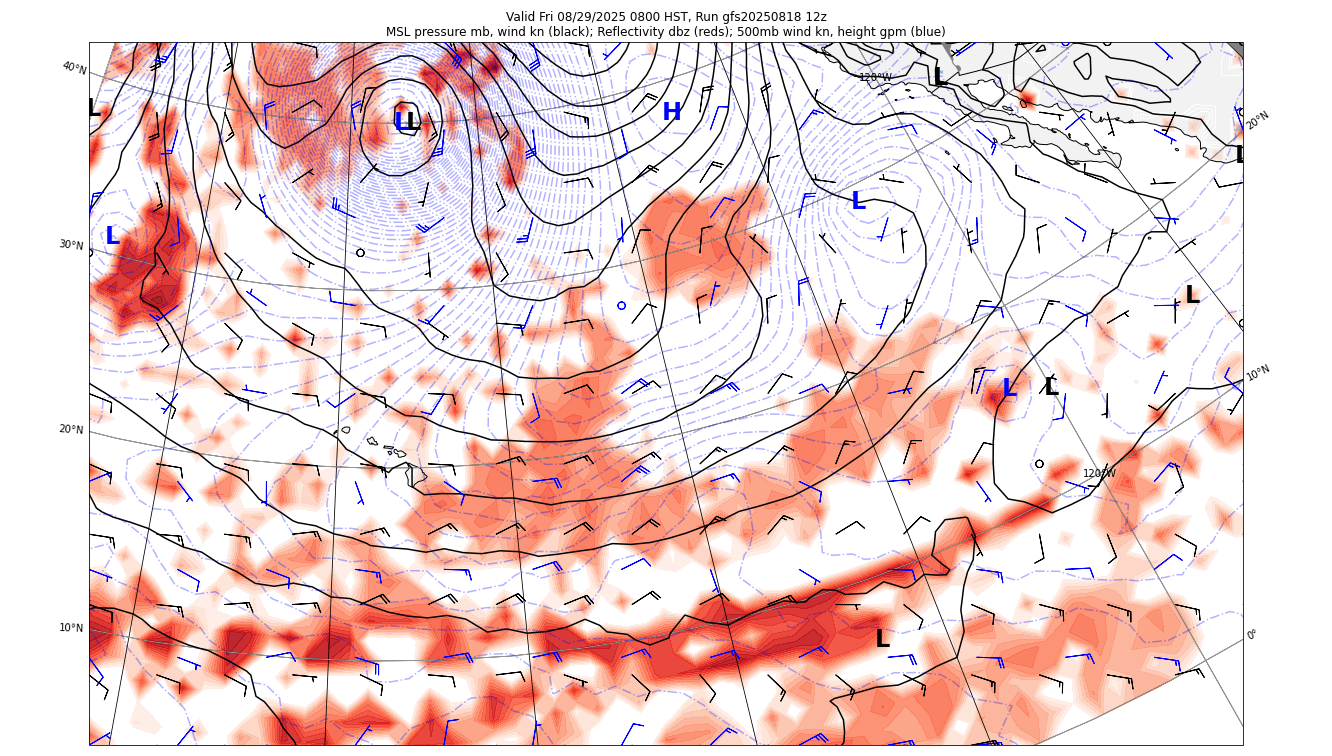 Valid Fri 08/29/2025 0800 HST, Run gfs20250818 12z
MSL pressure mb, wind kn (black); Reflectivity dbz (reds); 500mb wind kn, height gpm (blue)
40°N
120°W
L
L
L
L
H
20°N
L
L
L
30°N
L
10°N
L
L
20°N
120°W
10°N
L
0°